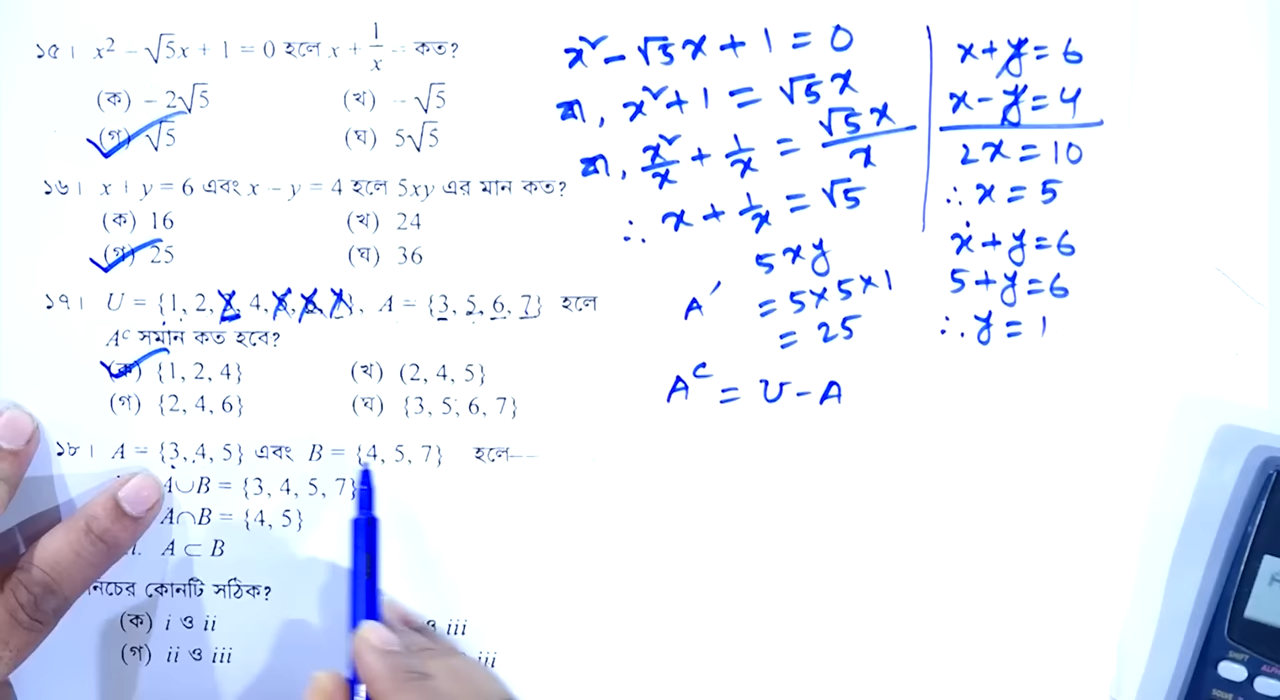 ১৫। x² − √5x + 1 = 0 হলে x + 1/x = কত?
(ক) − 2√5 (খ) − √5
(গ) √5 (ঘ) 5√5
১৬। x + y = 6 এবং x − y = 4 হলে 5xy এর মান কত?
(ক) 16 (খ) 24
(গ) 25 (ঘ) 36
১৭। U = {1, 2, 3, 4, 5, 6, 7}, A = {3, 5, 6, 7} হলে
Aᶜ সমান কত হবে?
(ক) {1, 2, 4} (খ) (2, 4, 5}
(গ) {2, 4, 6} (ঘ) {3, 5, 6, 7}
১৮। A = {3, 4, 5} এবং B = {4, 5, 7} হলে—
A∪B = {3, 4, 5, 7}
A∩B = {4, 5}
A ⊂ B
কোনটি সঠিক?
(ক) i ও ii ও iii
(গ) ii ও iii iii
x² − √5x + 1 = 0
বা, x² + 1 = √5x
বা, x²/x + 1/x = √5x/x
∴ x + 1/x = √5
5xy
= 5×5×1
= 25
A′
Aᶜ = U − A
x + y = 6
x − y = 4
2x = 10
∴ x = 5
x + y = 6
5 + y = 6
∴ y = 1
SHIFT